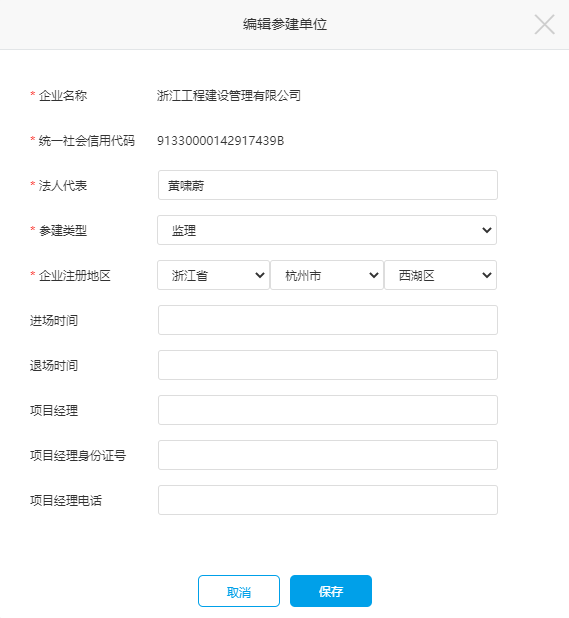 编辑参建单位
* 企业名称 浙江工程建设管理有限公司
* 统一社会信用代码 91330000142917439B
* 法人代表 黄啸蔚
* 参建类型 监理
* 企业注册地区 浙江省 杭州市 西湖区
进场时间
退场时间
项目经理
项目经理身份证号
项目经理电话
取消 保存